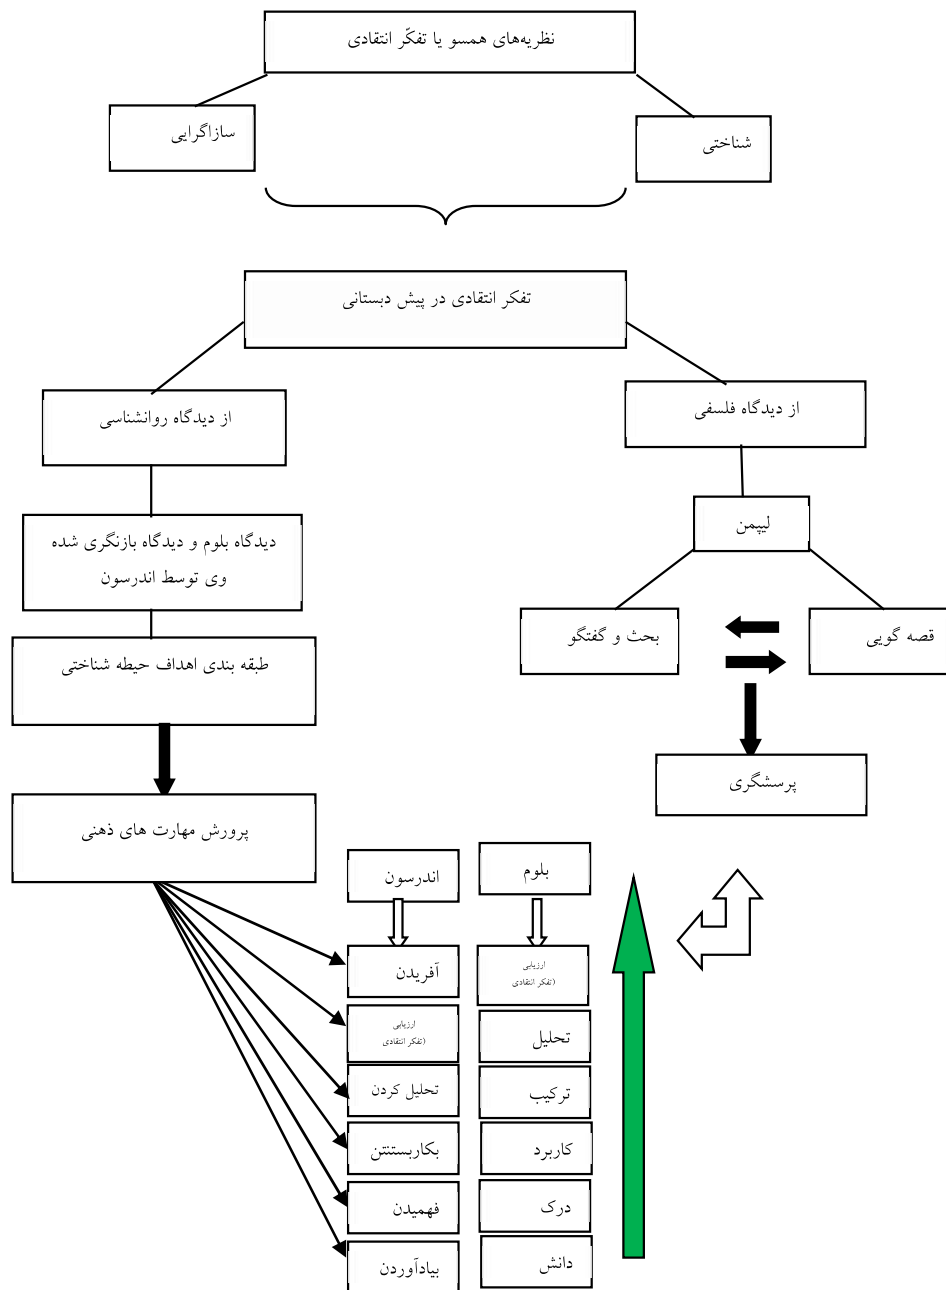 نظریه‌های همسو یا تفکّر انتقادی
شناختی
سازاگرایی
تفکر انتقادی در پیش دبستانی
از دیدگاه فلسفی
از دیدگاه روانشناسی
لیپمن
دیدگاه بلوم و دیدگاه بازنگری شده
وی توسط اندرسون
قصه گویی
بحث و گفتگو
طبقه بندی اهداف حیطه شناختی
پرسشگری
پرورش مهارت های ذهنی
بلوم
اندرسون
ارزیابی
(تفکر انتقادی
آفریدن
تحلیل
ارزیابی
(تفکر انتقادی
ترکیب
تحلیل کردن
کاربرد
بکاربستنتن
درک
فهمیدن
دانش
بیادآوردن